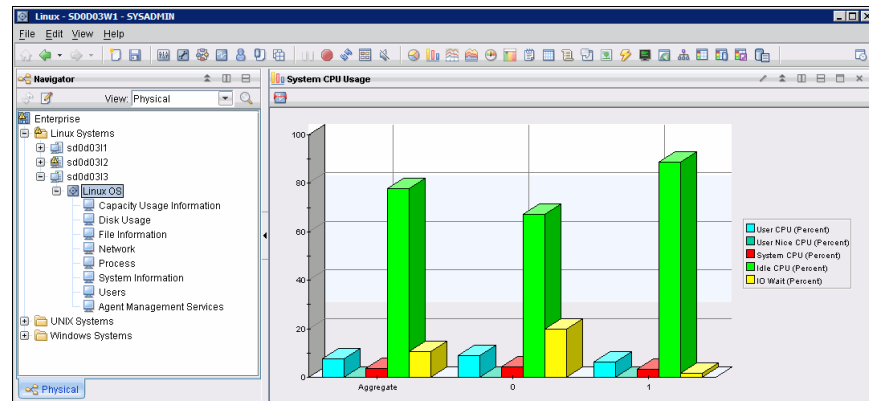 Linux - SD0D03W1 - SYSADMIN
File Edit View Help
Navigator
View: Physical
Enterprise
Linux Systems
sd0d03l1
sd0d03l2
sd0d03l3
Linux OS
Capacity Usage Information
Disk Usage
File Information
Network
Process
System Information
Users
Agent Management Services
UNIX Systems
Windows Systems
Physical
System CPU Usage
100
80
60
40
20
0
Aggregate 0 1
User CPU (Percent)
User Nice CPU (Percent)
System CPU (Percent)
Idle CPU (Percent)
IO Wait (Percent)